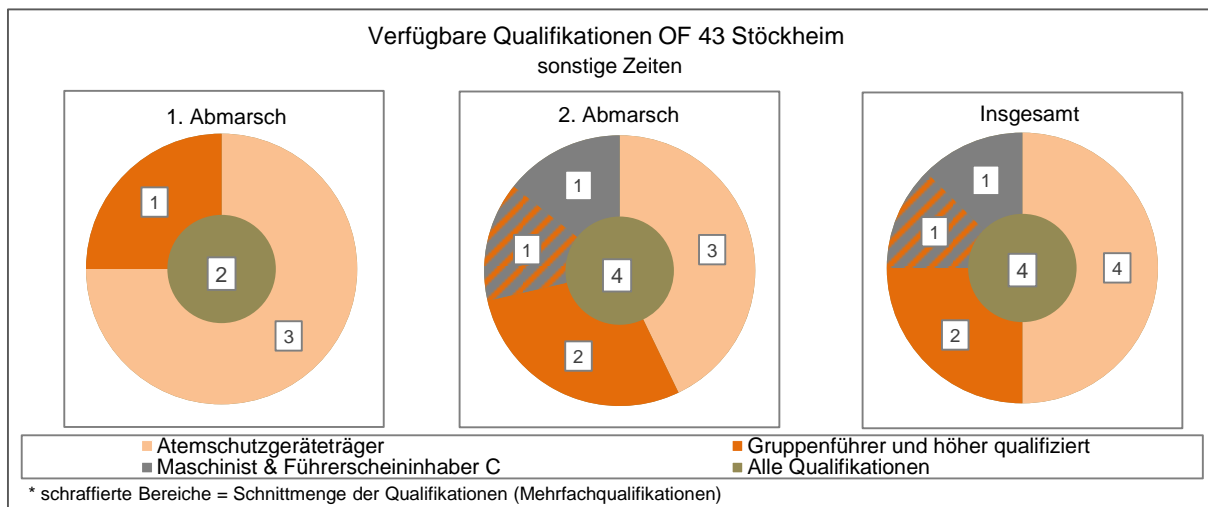 Verfügbare Qualifikationen OF 43 Stöckheim
sonstige Zeiten
1. Abmarsch
1
2
3
2. Abmarsch
1
1
3
4
2
Insgesamt
1
1
4
4
2
Atemschutzgeräteträger
Gruppenführer und höher qualifiziert
Maschinist & Führerscheininhaber C
Alle Qualifikationen
* schraffierte Bereiche = Schnittmenge der Qualifikationen (Mehrfachqualifikationen)